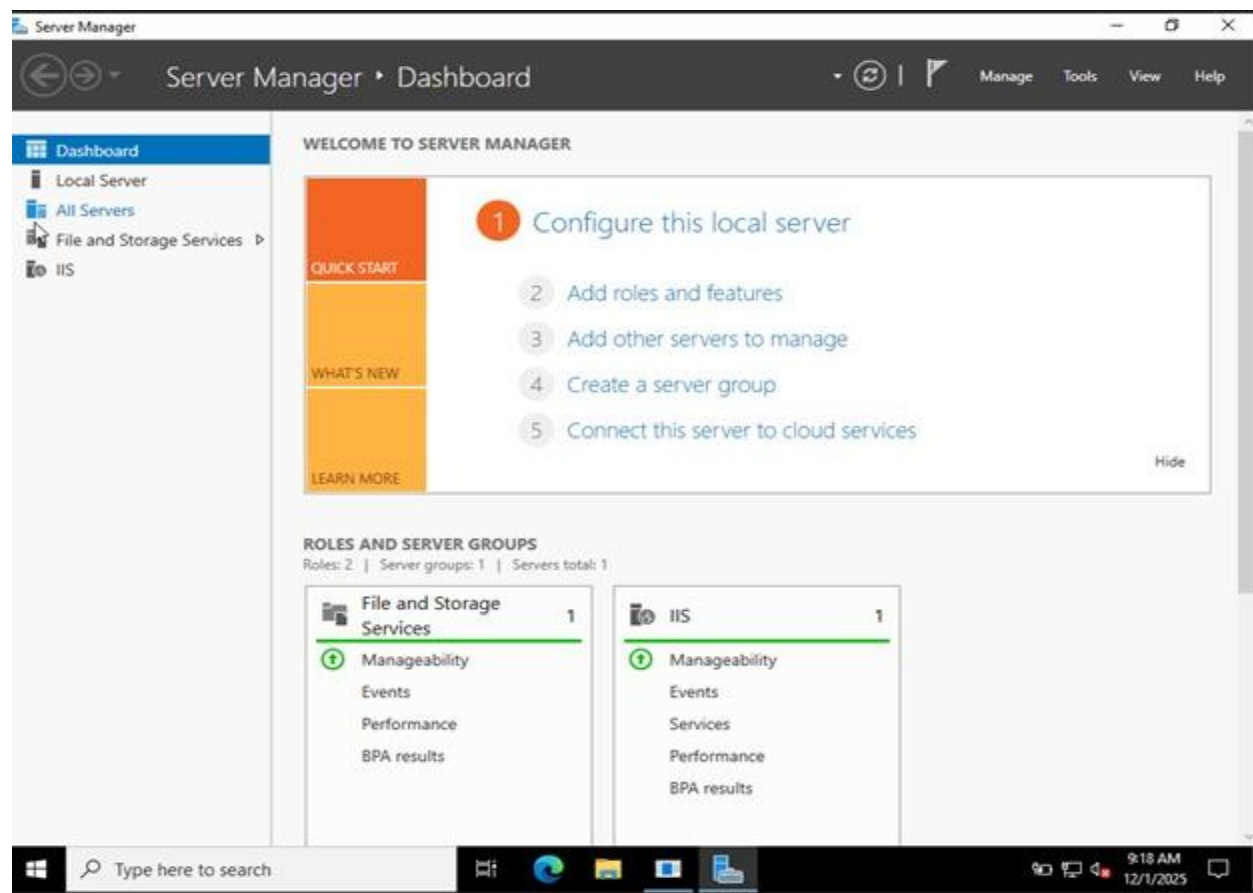 Server Manager
Server Manager • Dashboard
Manage Tools View Help
Dashboard
Local Server
All Servers
File and Storage Services
IIS
WELCOME TO SERVER MANAGER
QUICK START
WHAT'S NEW
LEARN MORE
1 Configure this local server
2 Add roles and features
3 Add other servers to manage
4 Create a server group
5 Connect this server to cloud services
Hide
ROLES AND SERVER GROUPS
Roles: 2 | Server groups: 1 | Servers total: 1
File and Storage
Services 1
Manageability
Events
Performance
BPA results
IIS 1
Manageability
Events
Services
Performance
BPA results
Type here to search
9:18 AM
12/1/2025